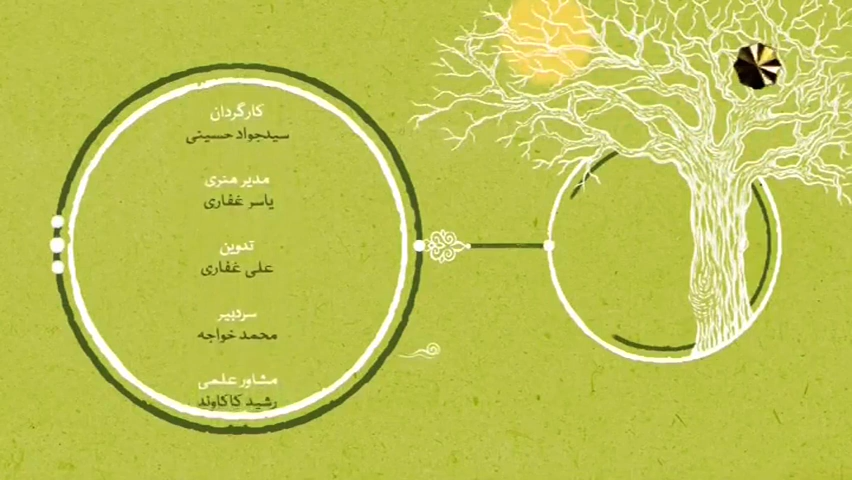 کارگردان
سیدجواد حسینی
مدیر هنری
یاسر غفاری
تدوین
علی غفاری
سردبیر
محمد خواجه
مشاور علمی
رشید کاکاوند